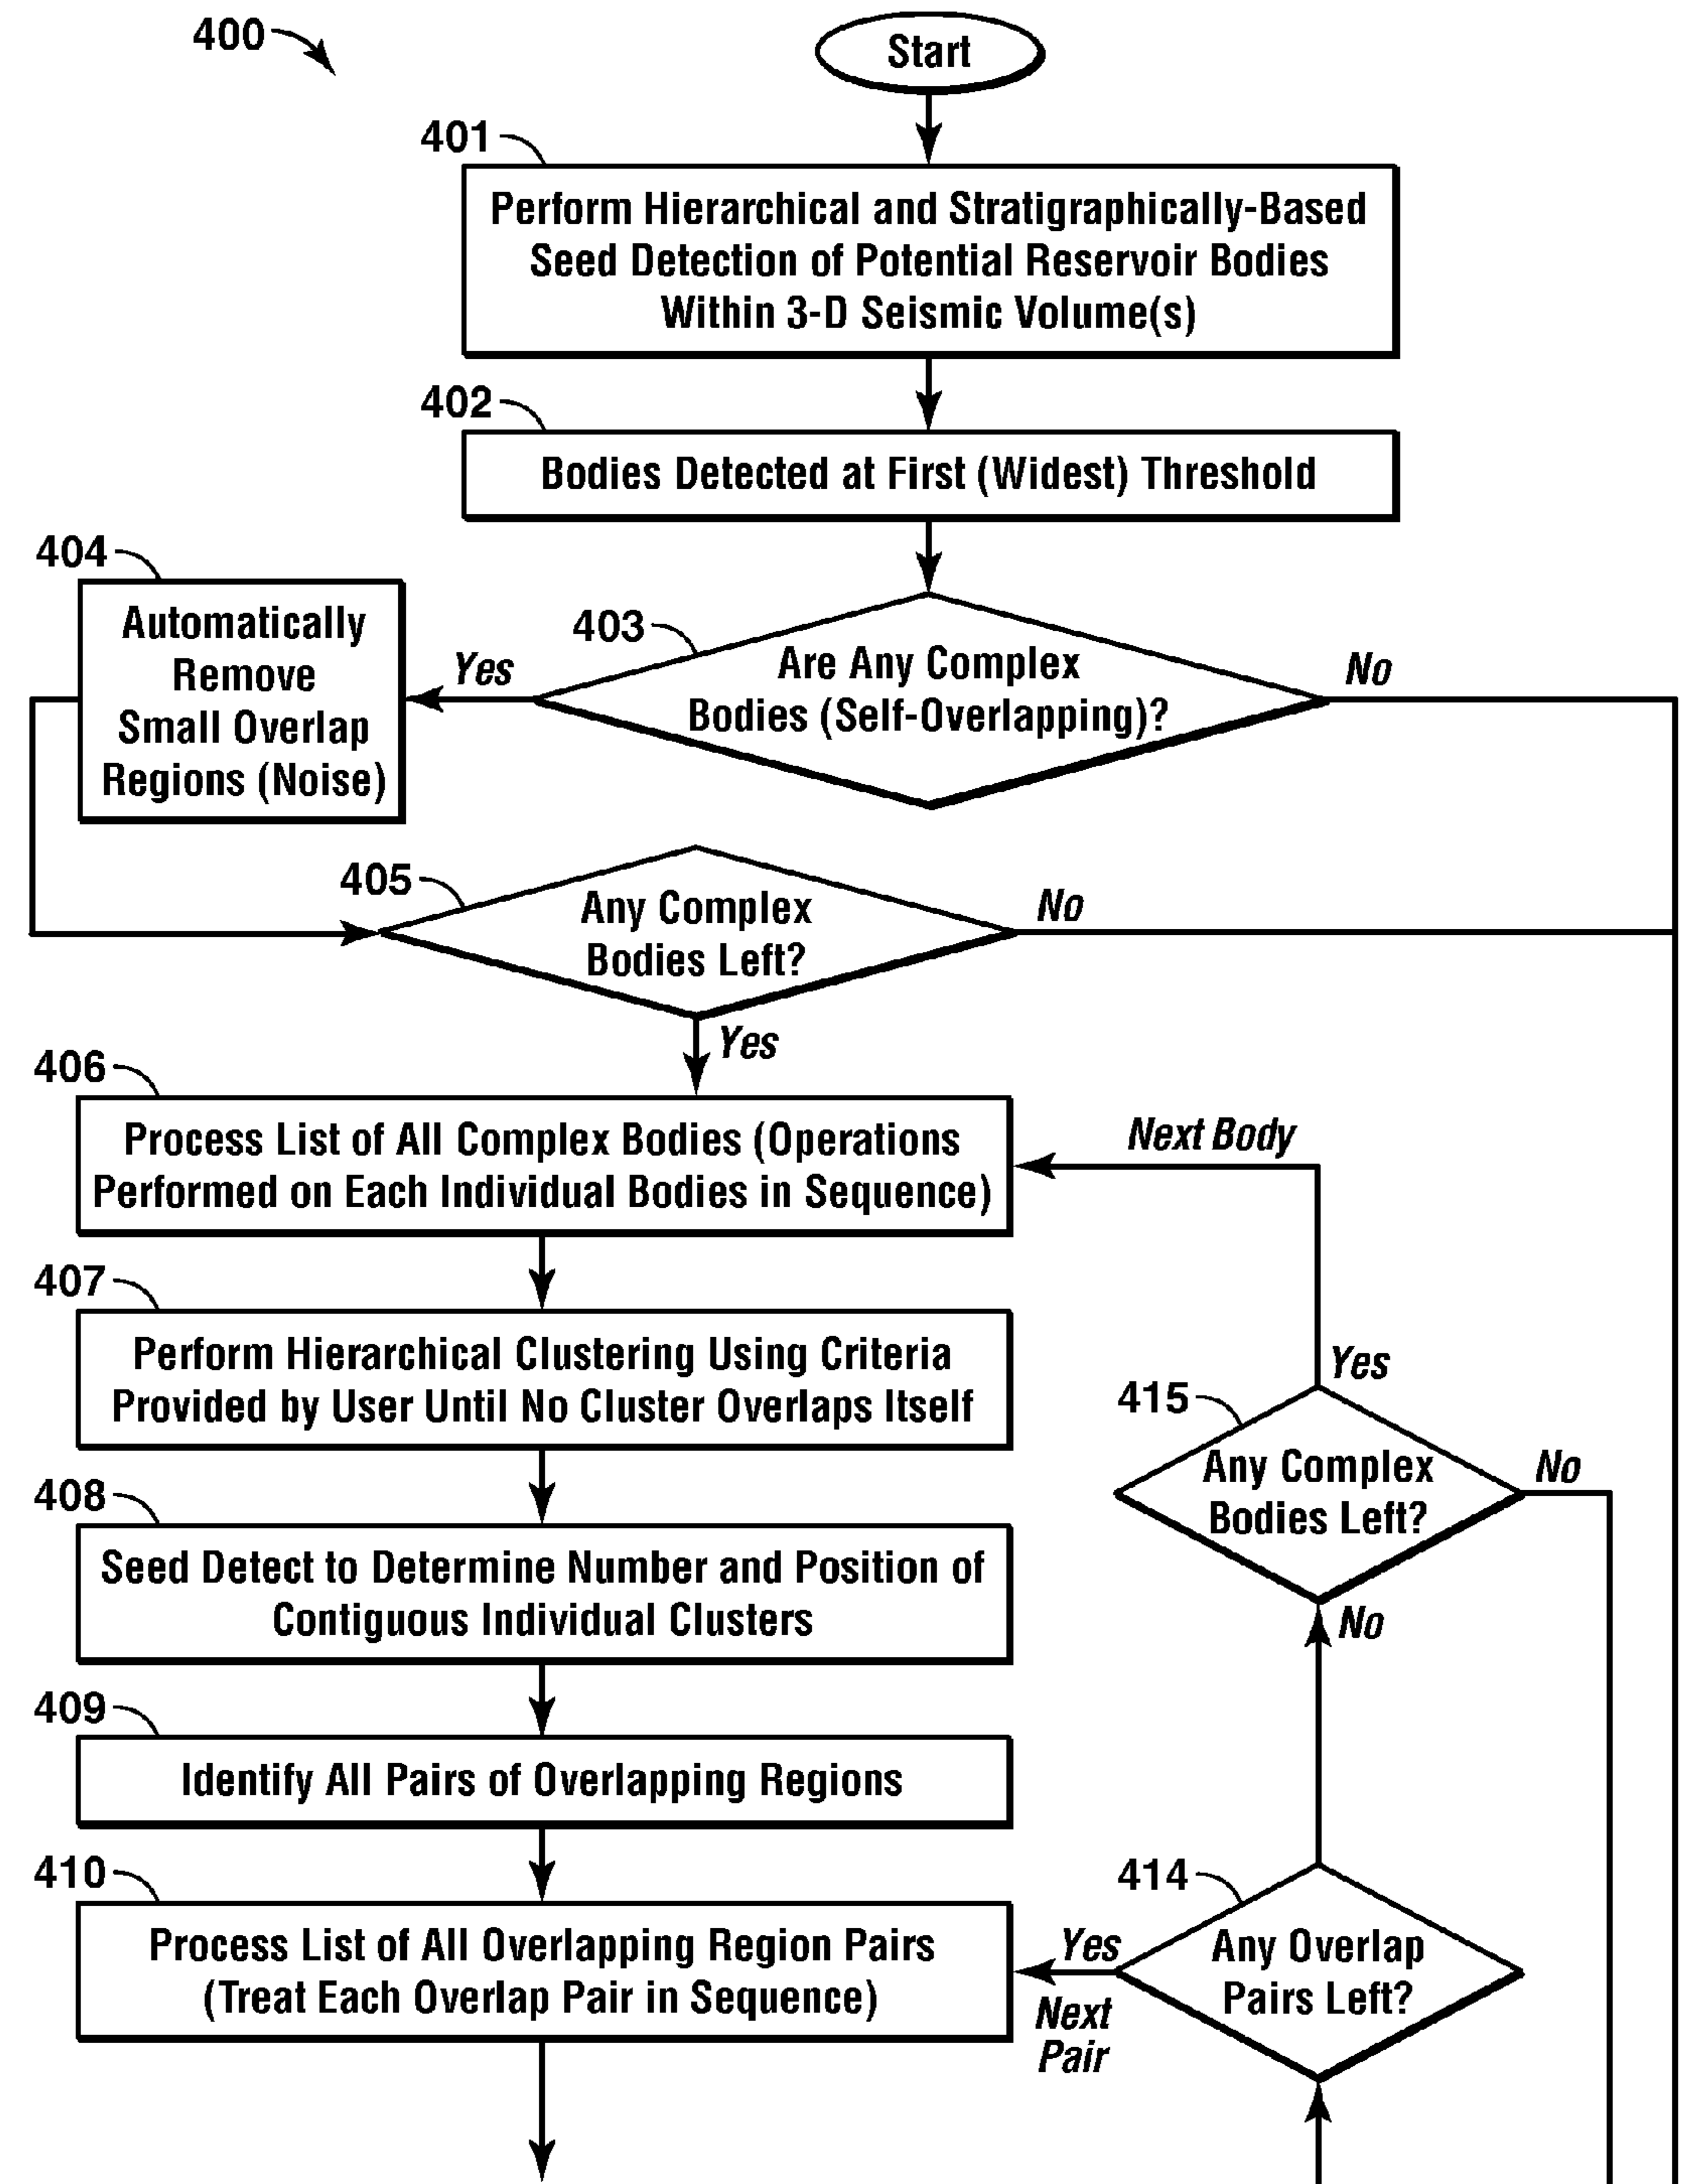 400
Start
401
Perform Hierarchical and Stratigraphically-Based
Seed Detection of Potential Reservoir Bodies
Within 3-D Seismic Volume(s)
402
Bodies Detected at First (Widest) Threshold
404
Automatically
Remove
Small Overlap
Regions (Noise)
Yes
403
Are Any Complex
Bodies (Self-Overlapping)?
No
405
Any Complex
Bodies Left?
No
Yes
406
Process List of All Complex Bodies (Operations
Performed on Each Individual Bodies in Sequence)
Next Body
407
Perform Hierarchical Clustering Using Criteria
Provided by User Until No Cluster Overlaps Itself
Yes
415
Any Complex
Bodies Left?
No
408
Seed Detect to Determine Number and Position of
Contiguous Individual Clusters
No
409
Identify All Pairs of Overlapping Regions
410
Process List of All Overlapping Region Pairs
(Treat Each Overlap Pair in Sequence)
414
Yes
Next
Pair
Any Overlap
Pairs Left?